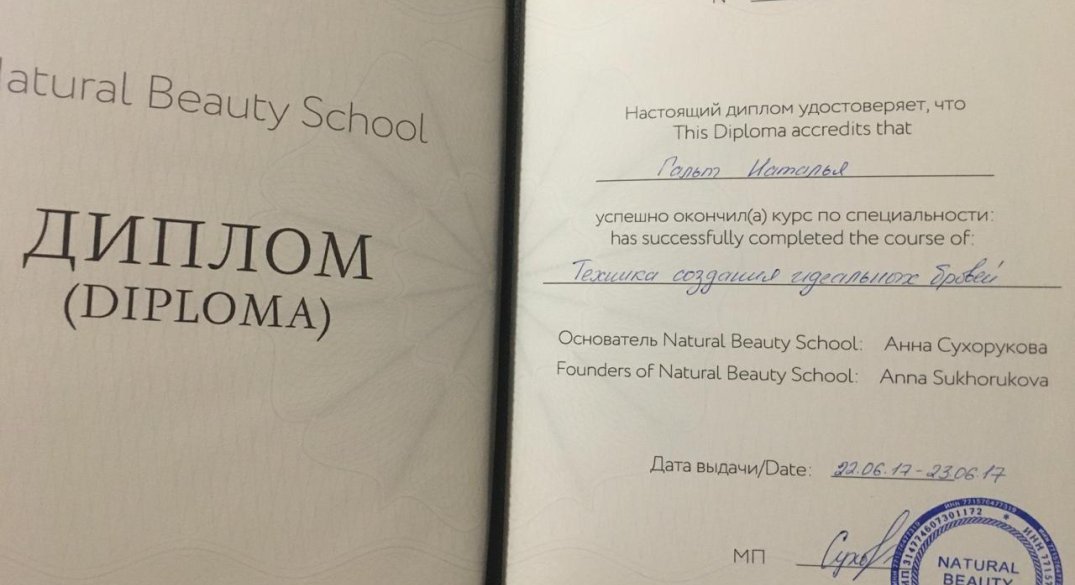 Natural Beauty School
ДИПЛОМ
(DIPLOMA)
Настоящий диплом удостоверяет, что
This Diploma accredits that
Гальт Наталья
успешно окончил(а) курс по специальности:
has successfully completed the course of:
Техника создания идеальных бровей
Основатель Natural Beauty School: Анна Сухорукова
Founders of Natural Beauty School: Anna Sukhorukova
Дата выдачи/Date: 22.06.17-23.06.17
МП
NATURAL
BEAUTY